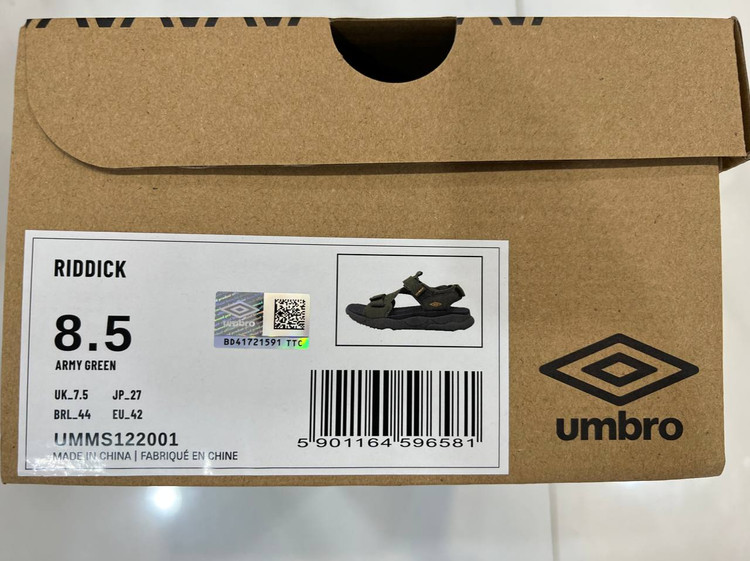 RIDDICK
8.5
ARMY GREEN
UK_7.5 JP_27
BRL_44 EU_42
UMMS122001
MADE IN CHINA | FABRIQUÉ EN CHINE
umbro
BD41721591 TTC
5 901164 596581
umbro